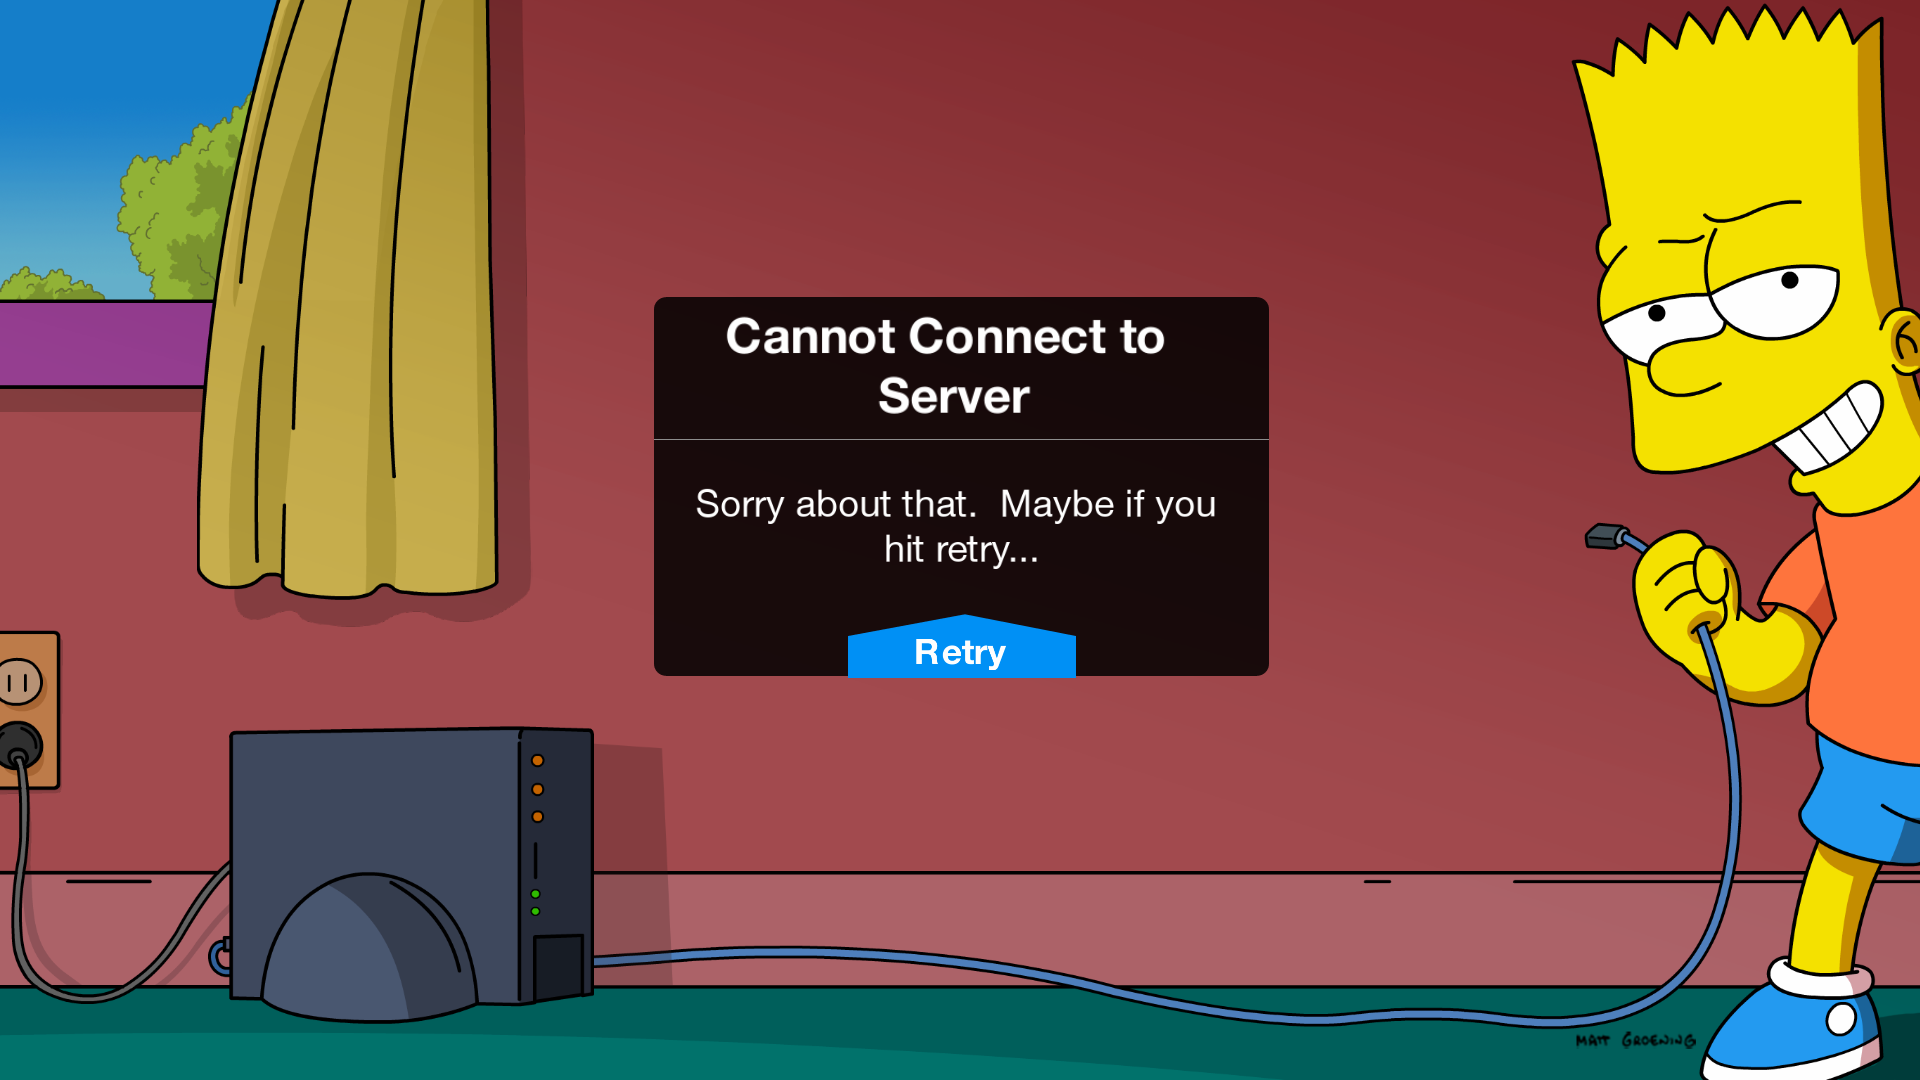 Cannot Connect to
Server
Sorry about that.  Maybe if you
hit retry...
Retry
MATT GROENING